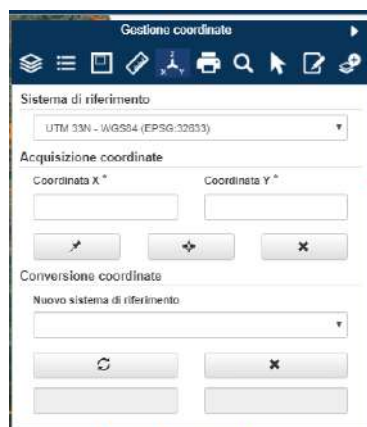 Gestione coordinate
Sistema di riferimento
UTM 33N - WGS84 (EPSG:32633)
Acquisizione coordinate
Coordinata X * Coordinata Y *
Conversione coordinate
Nuovo sistema di riferimento